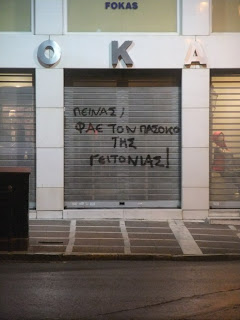 FOKAS
Ο Κ Α
ΠΕΙΝΑΣ;
ΦΑΕ ΤΟΝ ΠΑΣΟΚΟ
ΤΗΣ
ΓΕΙΤΟΝΙΑΣ!